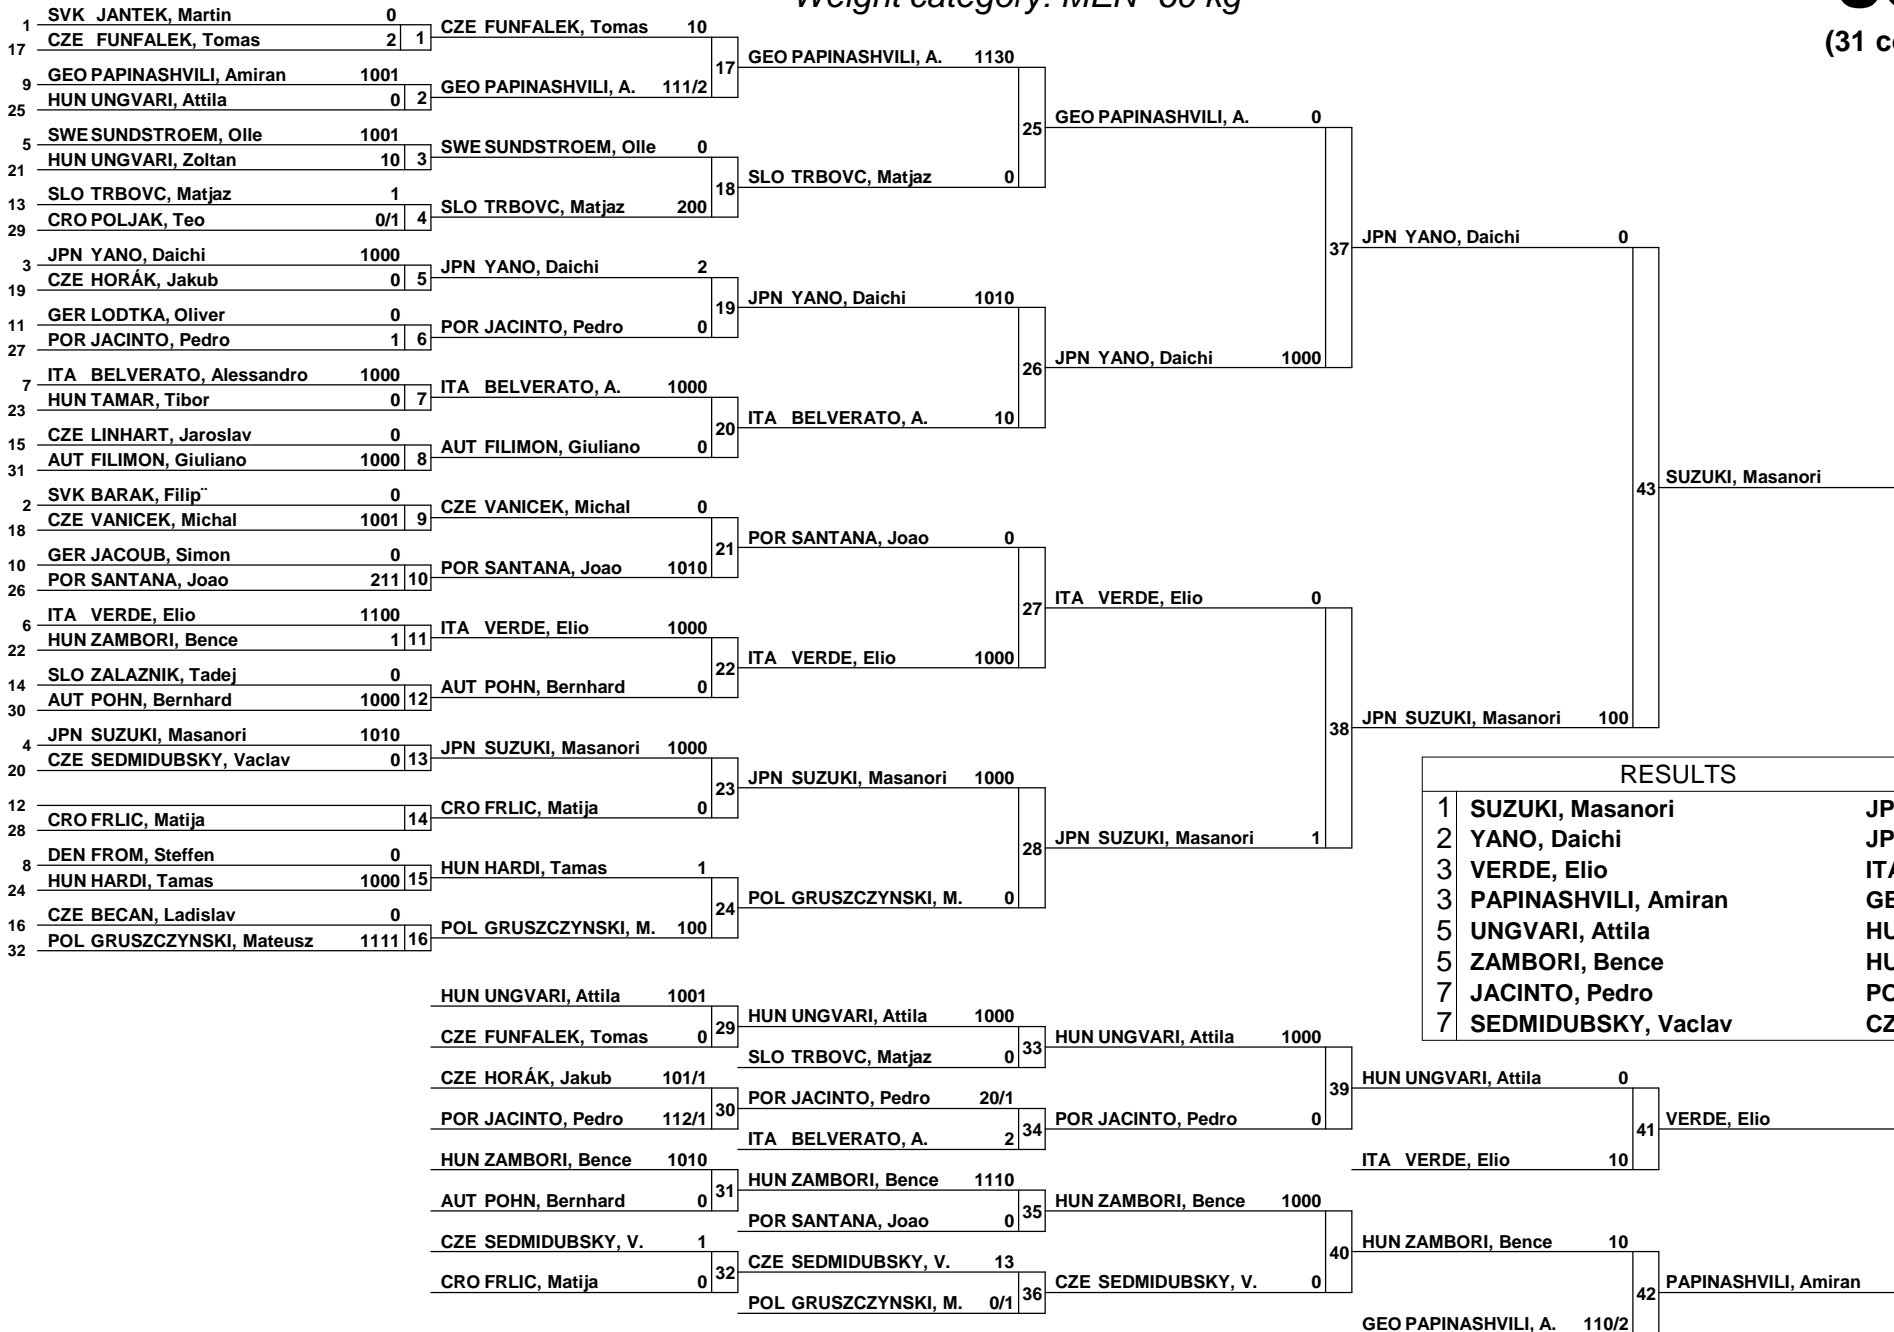 Weight category: MEN -60 kg
(31 c
1 SVK JANTEK, Martin 0
17 CZE FUNFALEK, Tomas 2 1
9 GEO PAPINASHVILI, Amiran 1001
25 HUN UNGVARI, Attila 0 2
5 SWE SUNDSTROEM, Olle 1001
21 HUN UNGVARI, Zoltan 10 3
13 SLO TRBOVC, Matjaz 1
29 CRO POLJAK, Teo 0/1 4
3 JPN YANO, Daichi 1000
19 CZE HORÁK, Jakub 0 5
11 GER LODTKA, Oliver 0
27 POR JACINTO, Pedro 1 6
7 ITA BELVERATO, Alessandro 1000
23 HUN TAMAR, Tibor 0 7
15 CZE LINHART, Jaroslav 0
31 AUT FILIMON, Giuliano 1000 8
2 SVK BARAK, Filip¨ 0
18 CZE VANICEK, Michal 1001 9
10 GER JACOUB, Simon 0
26 POR SANTANA, Joao 211 10
6 ITA VERDE, Elio 1100
22 HUN ZAMBORI, Bence 1 11
14 SLO ZALAZNIK, Tadej 0
30 AUT POHN, Bernhard 1000 12
4 JPN SUZUKI, Masanori 1010
20 CZE SEDMIDUBSKY, Vaclav 0 13
12
28 CRO FRLIC, Matija 14
8 DEN FROM, Steffen 0
24 HUN HARDI, Tamas 1000 15
16 CZE BECAN, Ladislav 0
32 POL GRUSZCZYNSKI, Mateusz 1111 16
CZE FUNFALEK, Tomas 10
17
GEO PAPINASHVILI, A. 111/2
SWE SUNDSTROEM, Olle 0
18
SLO TRBOVC, Matjaz 200
JPN YANO, Daichi 2
19
POR JACINTO, Pedro 0
ITA BELVERATO, A. 1000
20
AUT FILIMON, Giuliano 0
CZE VANICEK, Michal 0
21
POR SANTANA, Joao 1010
ITA VERDE, Elio 1000
22
AUT POHN, Bernhard 0
JPN SUZUKI, Masanori 1000
23
CRO FRLIC, Matija 0
HUN HARDI, Tamas 1
24
POL GRUSZCZYNSKI, M. 100
GEO PAPINASHVILI, A. 1130
25
SLO TRBOVC, Matjaz 0
JPN YANO, Daichi 1010
26
ITA BELVERATO, A. 10
POR SANTANA, Joao 0
27
ITA VERDE, Elio 1000
JPN SUZUKI, Masanori 1000
28
POL GRUSZCZYNSKI, M. 0
GEO PAPINASHVILI, A. 0
37
JPN YANO, Daichi 1000
ITA VERDE, Elio 0
38
JPN SUZUKI, Masanori 1
JPN YANO, Daichi 0
43
JPN SUZUKI, Masanori 100
SUZUKI, Masanori
RESULTS
1 SUZUKI, Masanori JP
2 YANO, Daichi JP
3 VERDE, Elio ITA
3 PAPINASHVILI, Amiran GE
5 UNGVARI, Attila HU
5 ZAMBORI, Bence HU
7 JACINTO, Pedro PO
7 SEDMIDUBSKY, Vaclav CZ
HUN UNGVARI, Attila 1001
29
CZE FUNFALEK, Tomas 0
CZE HORÁK, Jakub 101/1
30
POR JACINTO, Pedro 112/1
HUN ZAMBORI, Bence 1010
31
AUT POHN, Bernhard 0
CZE SEDMIDUBSKY, V. 1
32
CRO FRLIC, Matija 0
HUN UNGVARI, Attila 1000
33
SLO TRBOVC, Matjaz 0
POR JACINTO, Pedro 20/1
34
ITA BELVERATO, A. 2
HUN ZAMBORI, Bence 1110
35
POR SANTANA, Joao 0
CZE SEDMIDUBSKY, V. 13
36
POL GRUSZCZYNSKI, M. 0/1
HUN UNGVARI, Attila 1000
39
POR JACINTO, Pedro 0
HUN ZAMBORI, Bence 1000
40
CZE SEDMIDUBSKY, V. 0
HUN UNGVARI, Attila 0
41
ITA VERDE, Elio 10
HUN ZAMBORI, Bence 10
42
GEO PAPINASHVILI, A. 110/2
VERDE, Elio
PAPINASHVILI, Amiran